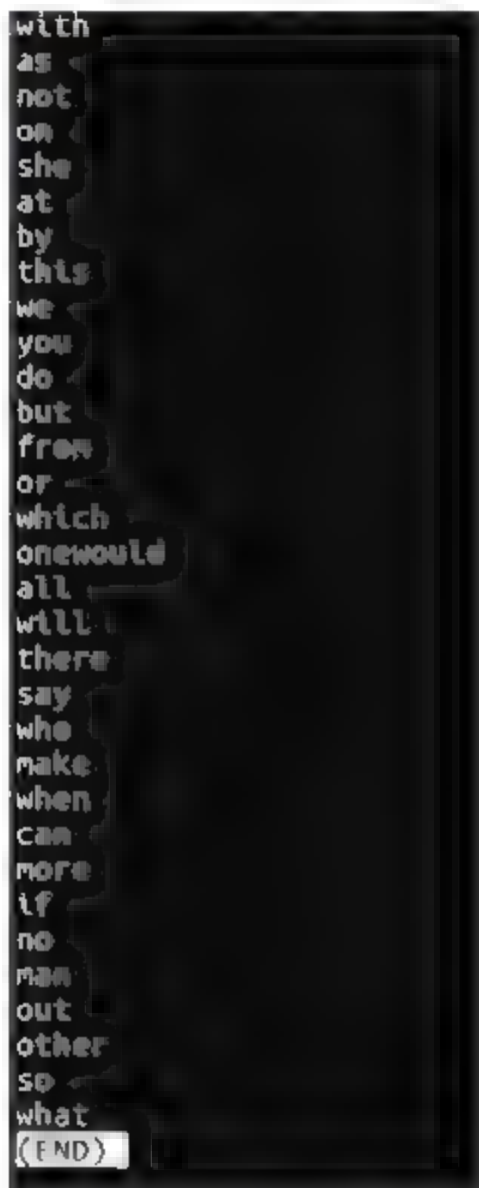 with
as
not
on
she
at
by
this
we
you
do
but
from
or
which
onewould
all
will
there
say
who
make
when
can
more
if
no
man
out
other
so
what
(END)